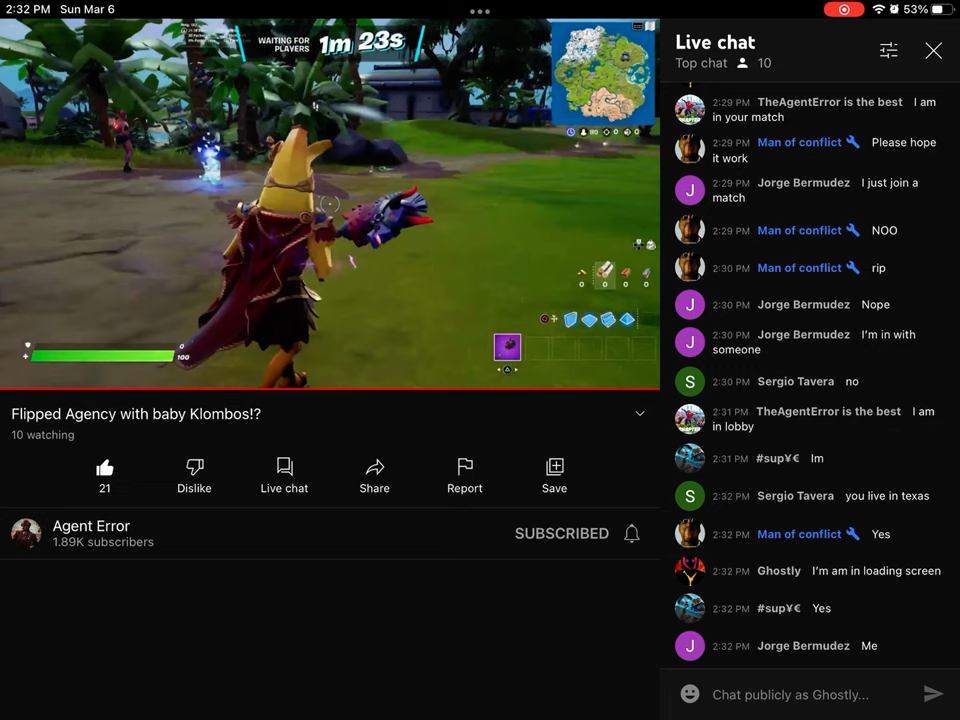 2:32 PM Sun Mar 6
53%
WAITING FOR
PLAYERS
1m 23s
80
0
0
0
0
0
0
0
100
Flipped Agency with baby Klombos!?
10 watching
21
Dislike
Live chat
Share
Report
Save
Agent Error
1.89K subscribers
SUBSCRIBED
Live chat
Top chat 10
2:29 PM TheAgentError is the best I am
in your match
2:29 PM Man of conflict Please hope
it work
J
2:29 PM Jorge Bermudez I just join a
match
2:29 PM Man of conflict NOO
2:30 PM Man of conflict rip
J
2:30 PM Jorge Bermudez Nope
J
2:30 PM Jorge Bermudez I'm in with
someone
S
2:30 PM Sergio Tavera no
2:31 PM TheAgentError is the best I am
in lobby
2:31 PM #sup¥€ Im
S
2:32 PM Sergio Tavera you live in texas
2:32 PM Man of conflict Yes
2:32 PM Ghostly I'm am in loading screen
2:32 PM #sup¥€ Yes
J
2:32 PM Jorge Bermudez Me
Chat publicly as Ghostly...